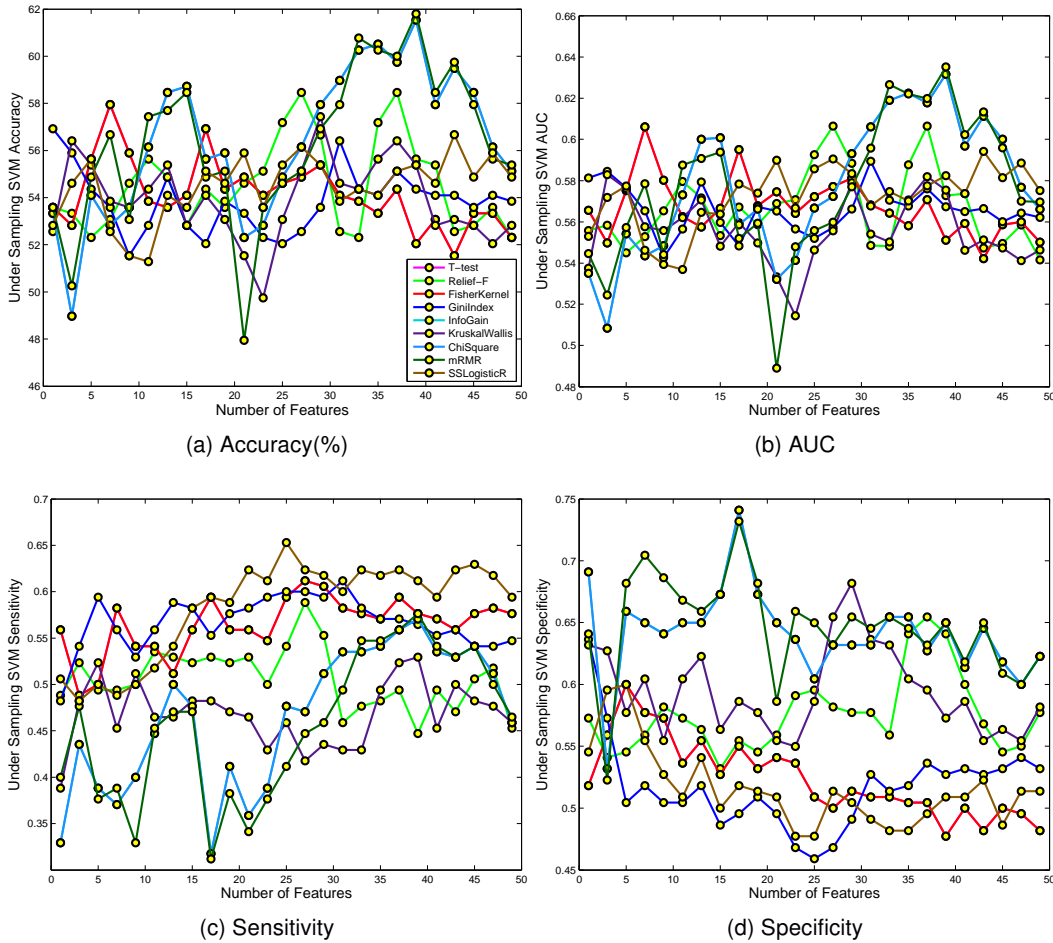 62
60
58
56
54
52
50
48
46
0 5 10 15 20 25 30 35 40 45 50
Under Sampling SVM Accuracy
Number of Features
T-test
Relief-F
FisherKernel
GiniIndex
InfoGain
KruskalWallis
ChiSquare
mRMR
SSLogisticR
(a) Accuracy(%)
0.66
0.64
0.62
0.6
0.58
0.56
0.54
0.52
0.5
0.48
0 5 10 15 20 25 30 35 40 45 50
Under Sampling SVM AUC
Number of Features
(b) AUC
0.7
0.65
0.6
0.55
0.5
0.45
0.4
0.35
0 5 10 15 20 25 30 35 40 45 50
Under Sampling SVM Sensitivity
Number of Features
(c) Sensitivity
0.75
0.7
0.65
0.6
0.55
0.5
0.45
0 5 10 15 20 25 30 35 40 45 50
Under Sampling SVM Specificity
Number of Features
(d) Specificity